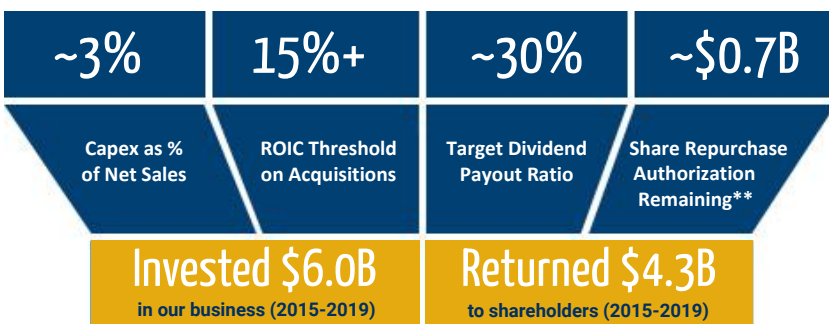 ~3%
15%+
~30%
~$0.7B
Capex as %
of Net Sales
ROIC Threshold
on Acquisitions
Target Dividend
Payout Ratio
Share Repurchase
Authorization
Remaining**
Invested $6.0B
in our business (2015-2019)
Returned $4.3B
to shareholders (2015-2019)